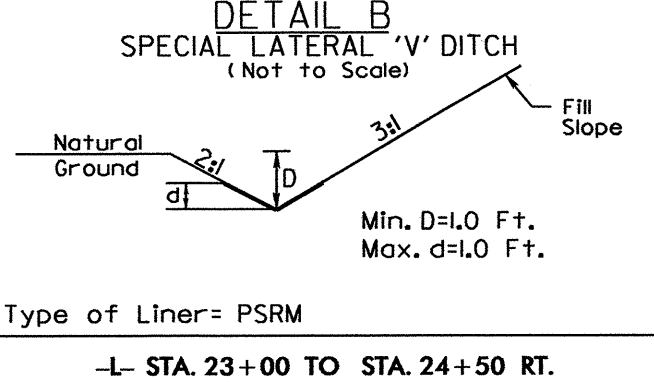 DETAIL B
SPECIAL LATERAL 'V' DITCH
(Not to Scale)
Natural
Ground
2:1
3:1
Fill
Slope
d
D
Min. D=1.0 Ft.
Max. d=1.0 Ft.
Type of Liner= PSRM
-L- STA. 23+00 TO STA. 24+50 RT.